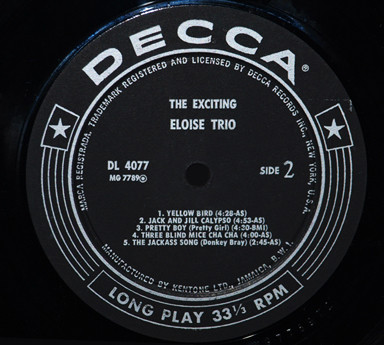 DECCA®
MARCA REGISTRADA. TRADEMARK REGISTERED AND LICENSED BY DECCA RECORDS INC., NEW YORK, U.S.A.
THE EXCITING
ELOISE TRIO
DL 4077
MG 7789
SIDE 2
1. YELLOW BIRD (4:28-AS)
2. JACK AND JILL CALYPSO (4:53-AS)
3. PRETTY BOY (Pretty Girl) (4:30-BMI)
4. THREE BLIND MICE CHA CHA (4:00-AS)
5. THE JACKASS SONG (Donkey Bray) (2:45-AS)
MANUFACTURED BY KENTONE LTD., JAMAICA, B.W.I.
LONG PLAY 33⅓ RPM